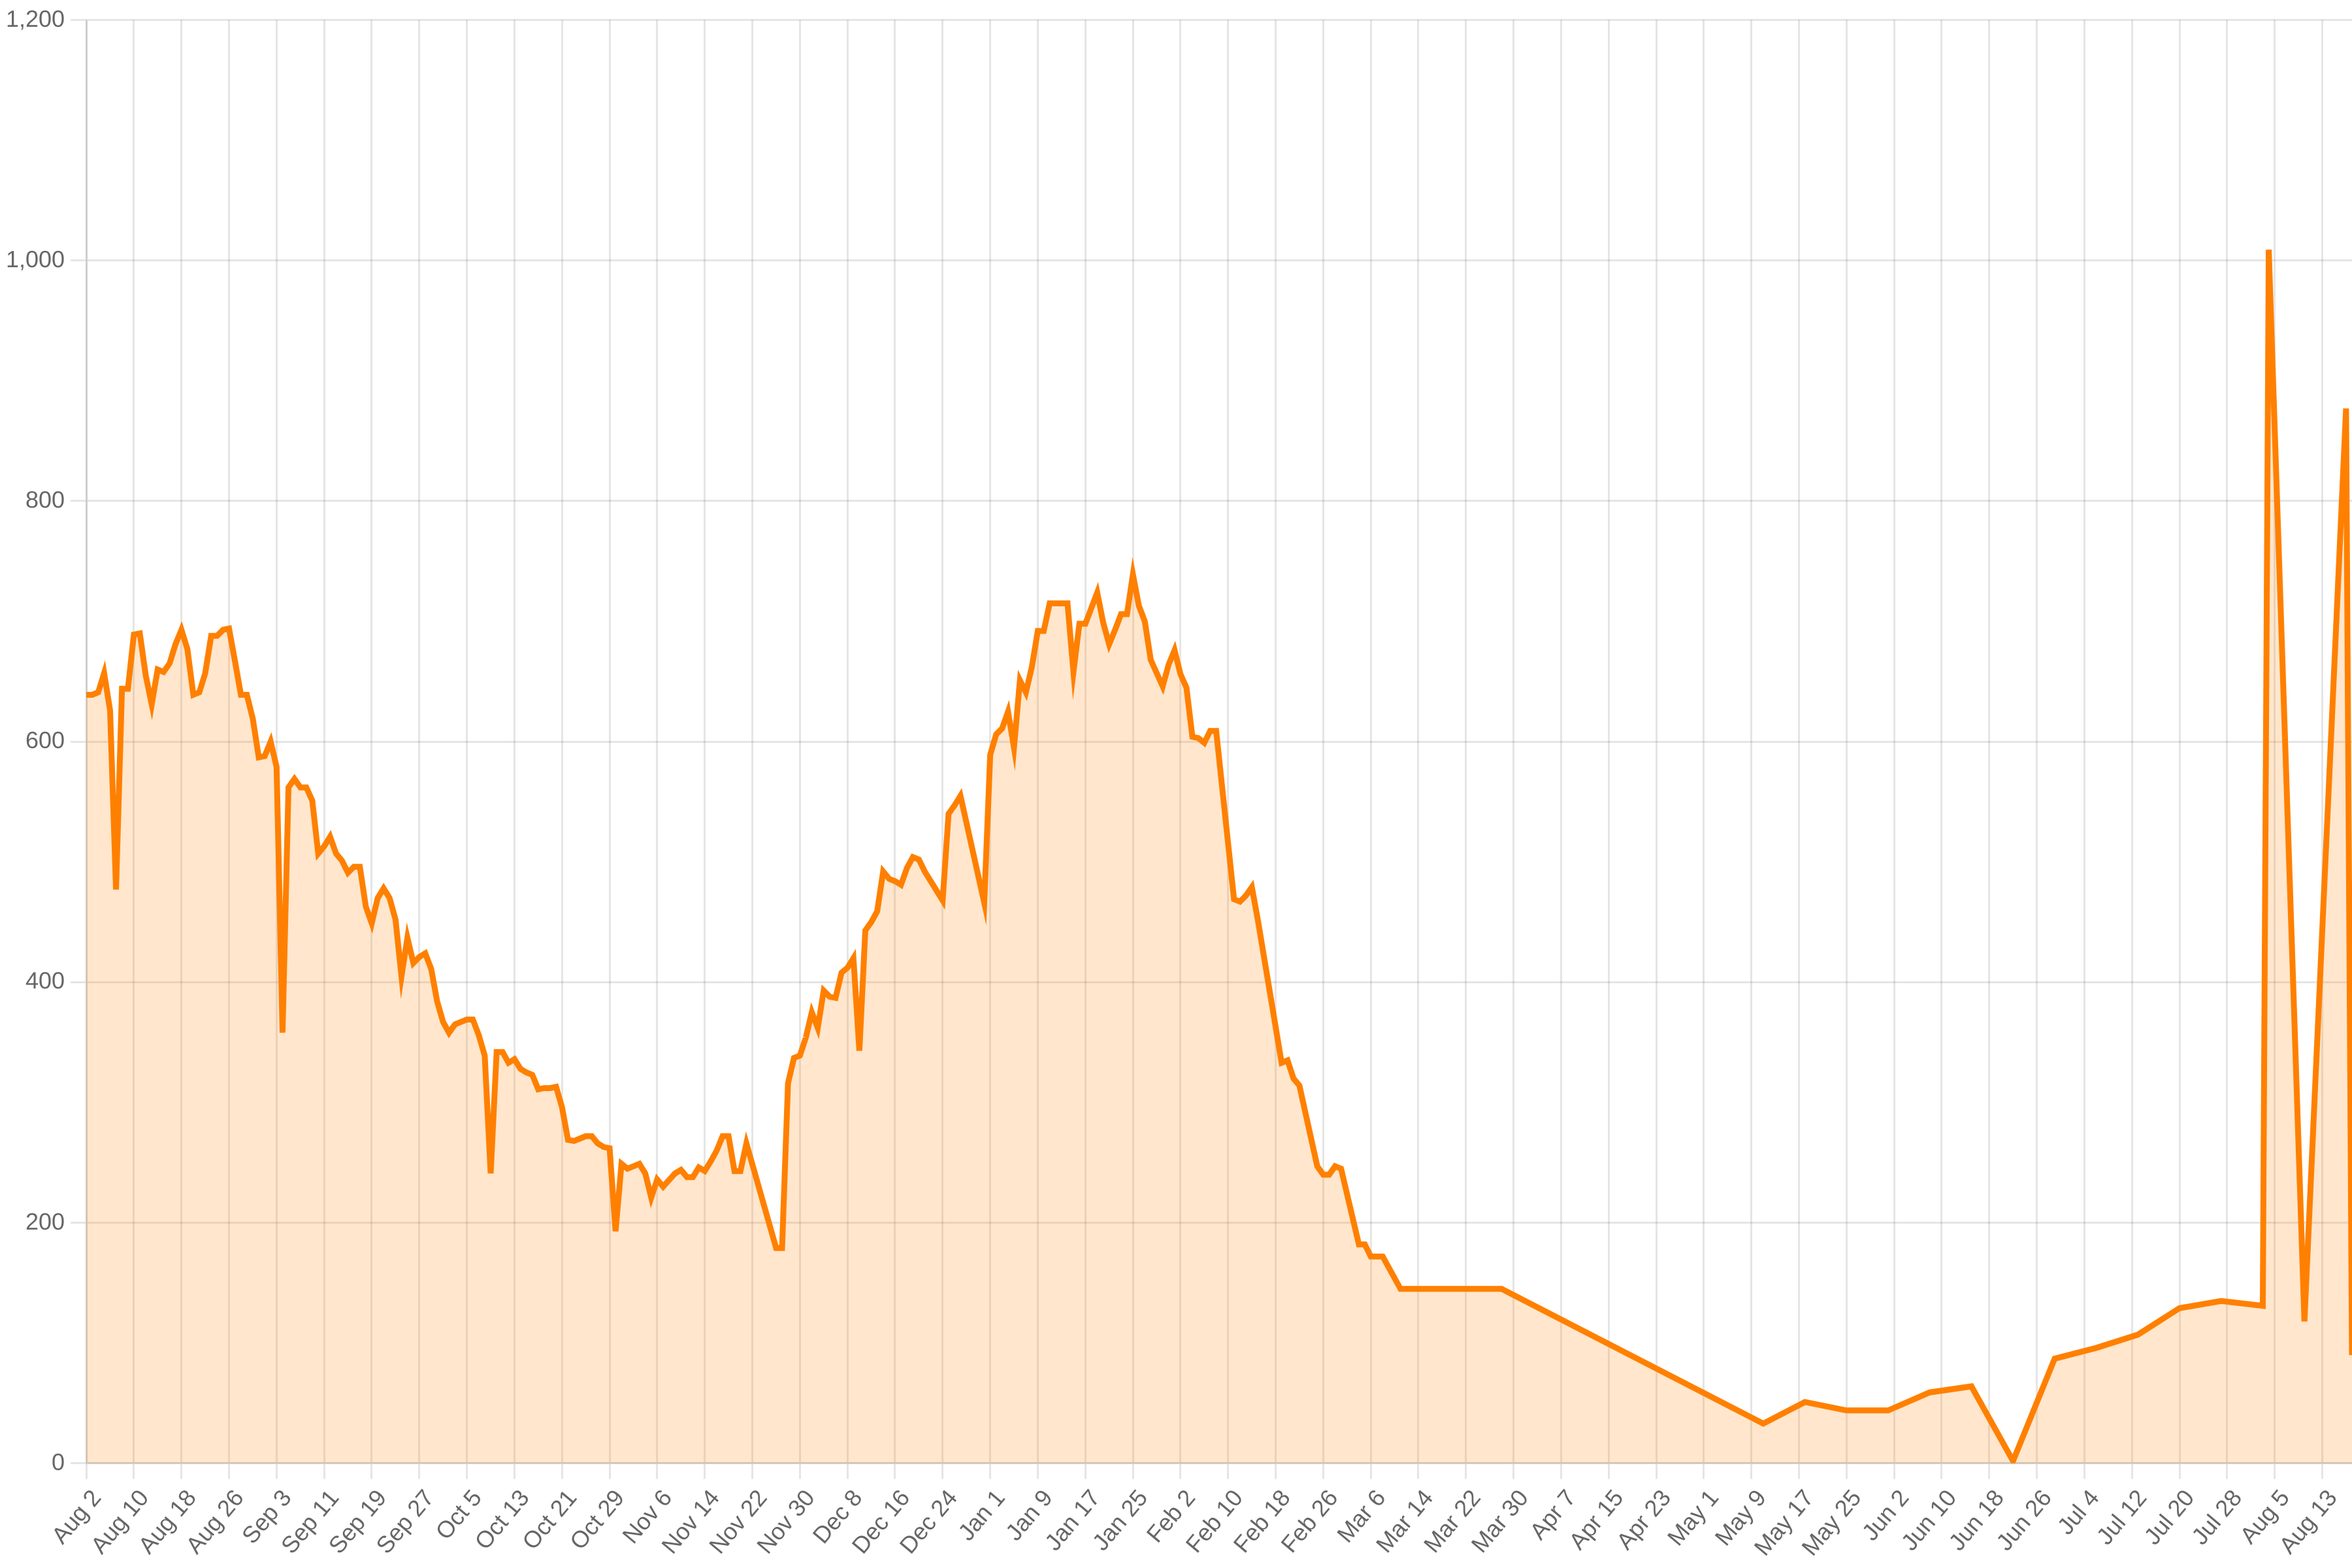 1,200
1,000
800
600
400
200
0
Aug 2
Aug 10
Aug 18
Aug 26
Sep 3
Sep 11
Sep 19
Sep 27
Oct 5
Oct 13
Oct 21
Oct 29
Nov 6
Nov 14
Nov 22
Nov 30
Dec 8
Dec 16
Dec 24
Jan 1
Jan 9
Jan 17
Jan 25
Feb 2
Feb 10
Feb 18
Feb 26
Mar 6
Mar 14
Mar 22
Mar 30
Apr 7
Apr 15
Apr 23
May 1
May 9
May 17
May 25
Jun 2
Jun 10
Jun 18
Jun 26
Jul 4
Jul 12
Jul 20
Jul 28
Aug 5
Aug 13